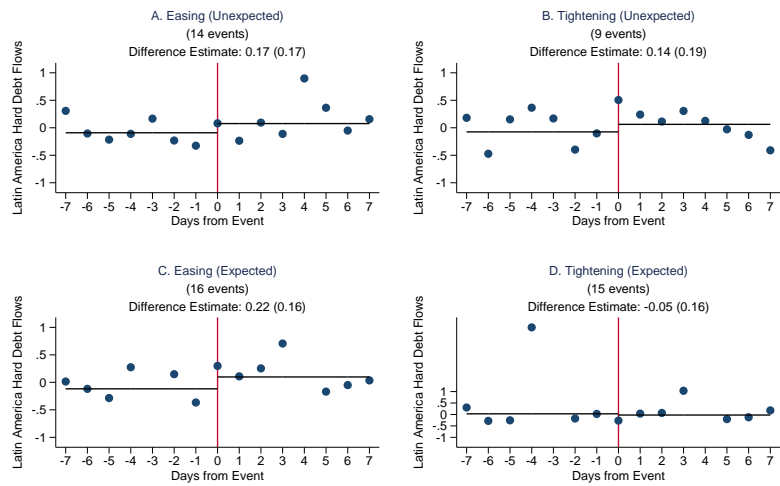 A. Easing (Unexpected)
(14 events)
Difference Estimate: 0.17 (0.17)
Latin America Hard Debt Flows
1
.5
0
-.5
-1
-7 -6 -5 -4 -3 -2 -1 0 1 2 3 4 5 6 7
Days from Event
B. Tightening (Unexpected)
(9 events)
Difference Estimate: 0.14 (0.19)
Latin America Hard Debt Flows
1
.5
0
-.5
-1
-7 -6 -5 -4 -3 -2 -1 0 1 2 3 4 5 6 7
Days from Event
C. Easing (Expected)
(16 events)
Difference Estimate: 0.22 (0.16)
Latin America Hard Debt Flows
1
.5
0
-.5
-1
-7 -6 -5 -4 -3 -2 -1 0 1 2 3 4 5 6 7
Days from Event
D. Tightening (Expected)
(15 events)
Difference Estimate: -0.05 (0.16)
Latin America Hard Debt Flows
1
.5
0
-.5
-1
-7 -6 -5 -4 -3 -2 -1 0 1 2 3 4 5 6 7
Days from Event